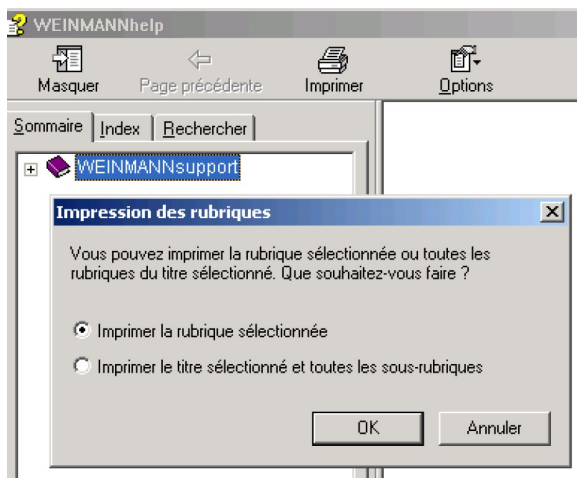 WEINMANNhelp
Masquer Page précédente Imprimer Options
Sommaire Index Rechercher
WEINMANNsupport
Impression des rubriques
Vous pouvez imprimer la rubrique sélectionnée ou toutes les
rubriques du titre sélectionné. Que souhaitez-vous faire ?
Imprimer la rubrique sélectionnée
Imprimer le titre sélectionné et toutes les sous-rubriques
OK Annuler